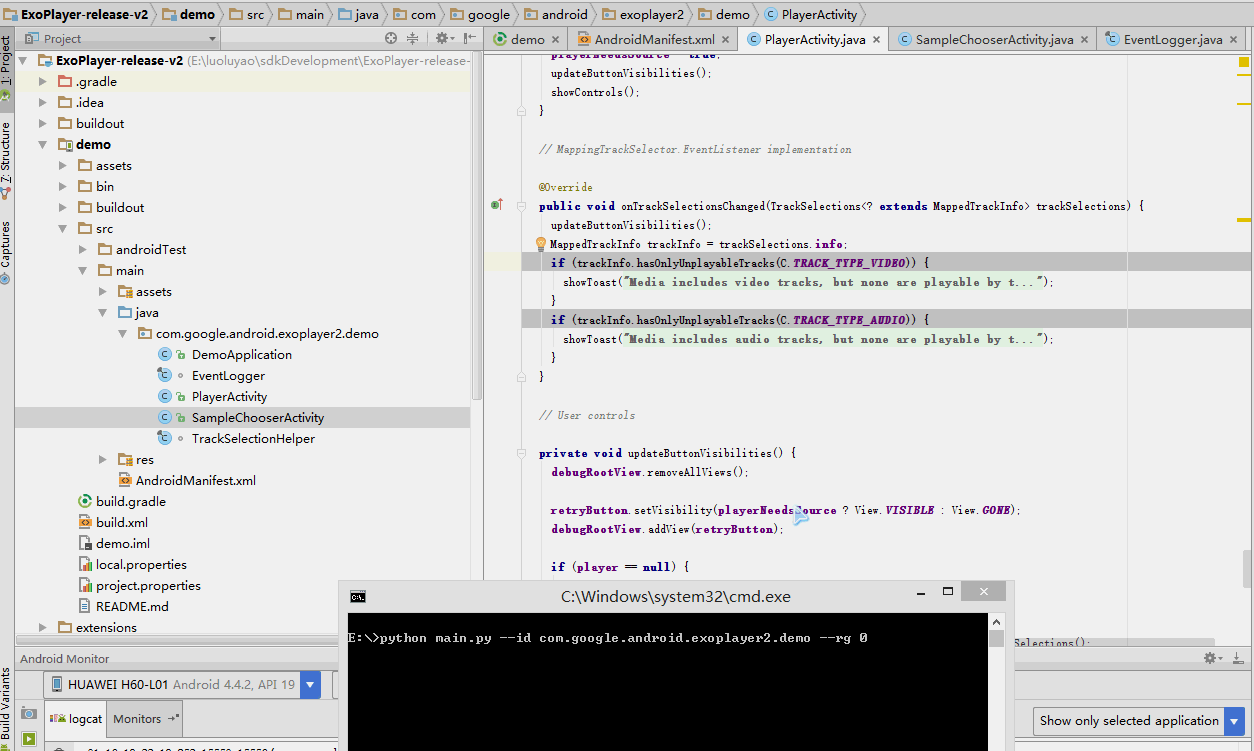 ExoPlayer-release-v2 demo src main java com google android exoplayer2 demo PlayerActivity
Project
demo AndroidManifest.xml PlayerActivity.java SampleChooserActivity.java EventLogger.java
1: Project
7: Structure
Captures
Build Variants
ExoPlayer-release-v2 (E:\luoluyao\sdkDevelopment\ExoPlayer-release-
.gradle
.idea
buildout
demo
assets
bin
buildout
src
androidTest
main
assets
java
com.google.android.exoplayer2.demo
DemoApplication
EventLogger
PlayerActivity
SampleChooserActivity
TrackSelectionHelper
res
AndroidManifest.xml
build.gradle
build.xml
demo.iml
local.properties
project.properties
README.md
extensions
updateButtonVisibilities();
showControls();
}
// MappingTrackSelector.EventListener implementation
@Override
public void onTrackSelectionsChanged(TrackSelections<? extends MappedTrackInfo> trackSelections) {
updateButtonVisibilities();
MappedTrackInfo trackInfo = trackSelections.info;
if (trackInfo.hasOnlyUnplayableTracks(C.TRACK_TYPE_VIDEO)) {
showToast("Media includes video tracks, but none are playable by t...");
}
if (trackInfo.hasOnlyUnplayableTracks(C.TRACK_TYPE_AUDIO)) {
showToast("Media includes audio tracks, but none are playable by t...");
}
}
// User controls
private void updateButtonVisibilities() {
debugRootView.removeAllViews();
retryButton.setVisibility(playerNeedsSource ? View.VISIBLE : View.GONE);
debugRootView.addView(retryButton);
if (player == null) {
Selections();
C:\Windows\system32\cmd.exe
E:\>python main.py --id com.google.android.exoplayer2.demo --rg 0
Android Monitor
HUAWEI H60-L01 Android 4.4.2, API 19
logcat Monitors
Show only selected application